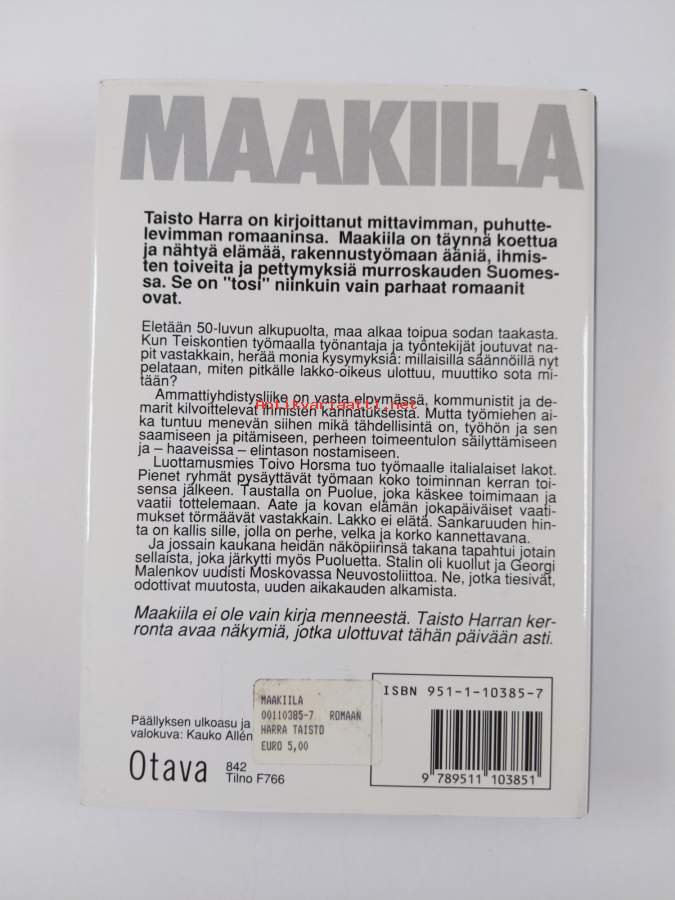 MAAKIILA
Taisto Harra on kirjoittanut mittavimman, puhutte-
levimman romaaninsa. Maakiila on täynnä koettua
ja nähtyä elämää, rakennustyömaan ääniä, ihmis-
ten toiveita ja pettymyksiä murroskauden Suomes-
sa. Se on "tosi" niinkuin vain parhaat romaanit
ovat.
Eletään 50-luvun alkupuolta, maa alkaa toipua sodan taakasta.
Kun Teiskontien työmaalla työnantaja ja työntekijät joutuvat na-
pit vastakkain, herää monia kysymyksiä: millaisilla säännöillä nyt
pelataan, miten pitkälle lakko-oikeus ulottuu, muuttiko sota mi-
tään?
Ammattiyhdistysliike on vasta elpymässä, kommunistit ja de-
marit kilvoittelevat ihmisten kannatuksesta. Mutta työmiehen ai-
ka tuntuu menevän siihen mikä tähdellisintä on, työhön ja sen
saamiseen ja pitämiseen, perheen toimeentulon säilyttämiseen
ja – haaveissa – elintason nostamiseen.
Luottamusmies Toivo Horsma tuo työmaalle italialaiset lakot.
Pienet ryhmät pysäyttävät työmaan koko toiminnan kerran toi-
sensa jälkeen. Taustalla on Puolue, joka käskee toimimaan ja
vaatii tottelemaan. Aate ja kovan elämän jokapäiväiset vaati-
mukset törmäävät vastakkain. Lakko ei elätä. Sankaruuden hin-
ta on kallis sille, jolla on perhe, velka ja korko kannettavana.
Ja jossain kaukana heidän näköpiirinsä takana tapahtui jotain
sellaista, joka järkytti myös Puoluetta. Stalin oli kuollut ja Georgi
Malenkov uudisti Moskovassa Neuvostoliittoa. Ne, jotka tiesivät,
odottivat muutosta, uuden aikakauden alkamista.
Maakiila ei ole vain kirja menneestä. Taisto Harran ker-
ronta avaa näkymiä, jotka ulottuvat tähän päivään asti.
Antikvariaatti.net
Päällyksen ulkoasu ja
valokuva: Kauko Allén
Otava
842
Tilno F766
MAAKIILA
00110385-7 ROMAAN
HARRA TAISTO
EURO 5,00
ISBN 951-1-10385-7
9 789511 103851